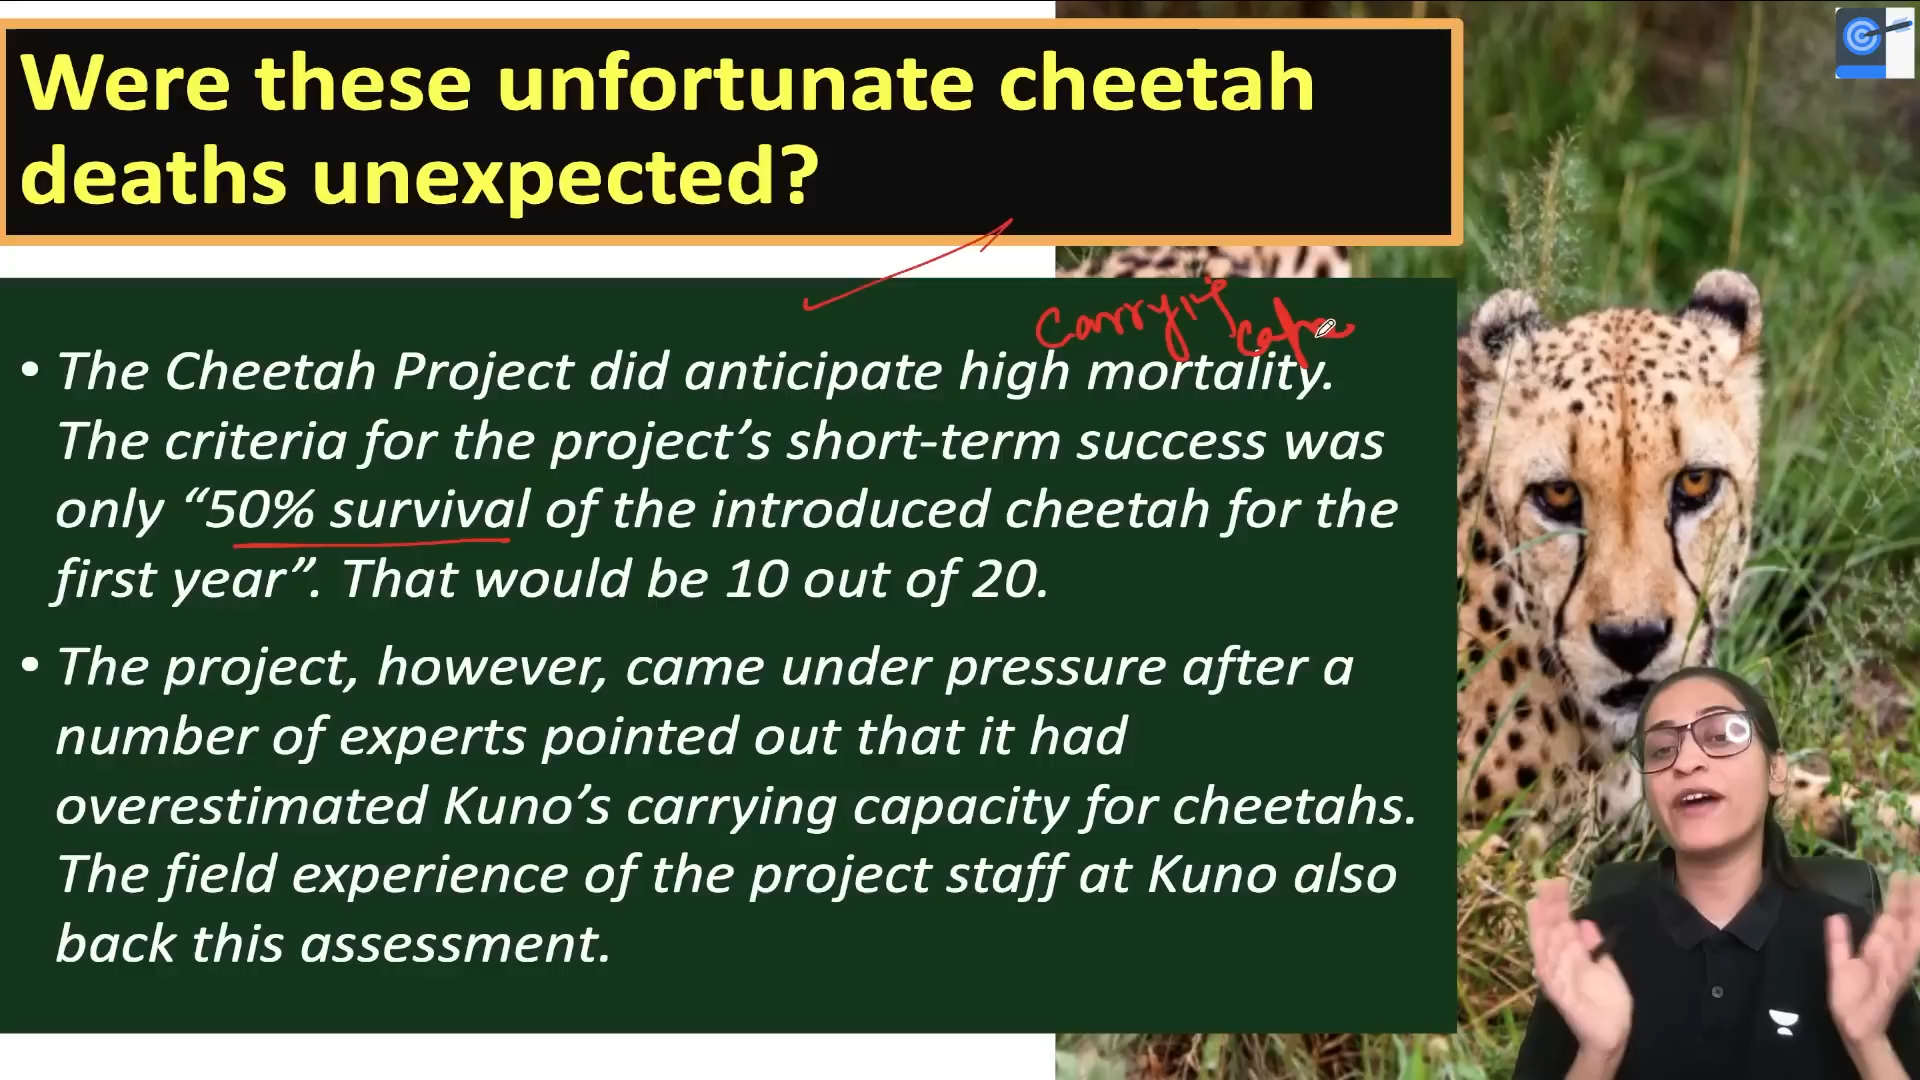 Were these unfortunate cheetah
deaths unexpected?
Carrying
• The Cheetah Project did anticipate high mortality.
The criteria for the project’s short-term success was
only “50% survival of the introduced cheetah for the
first year”. That would be 10 out of 20.
• The project, however, came under pressure after a
number of experts pointed out that it had
overestimated Kuno’s carrying capacity for cheetahs.
The field experience of the project staff at Kuno also
back this assessment.